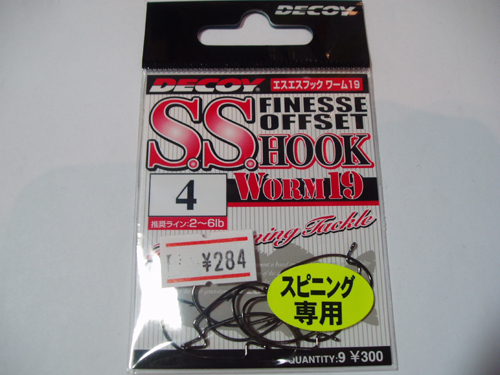 DECOY
DECOY エスエスフック ワーム19
S.S. FINESSE
OFFSET
HOOK
WORM19
4
推奨ライン:2〜6lb
Tackle
¥284
スピニング
専用
QUANTITY:9 ¥300